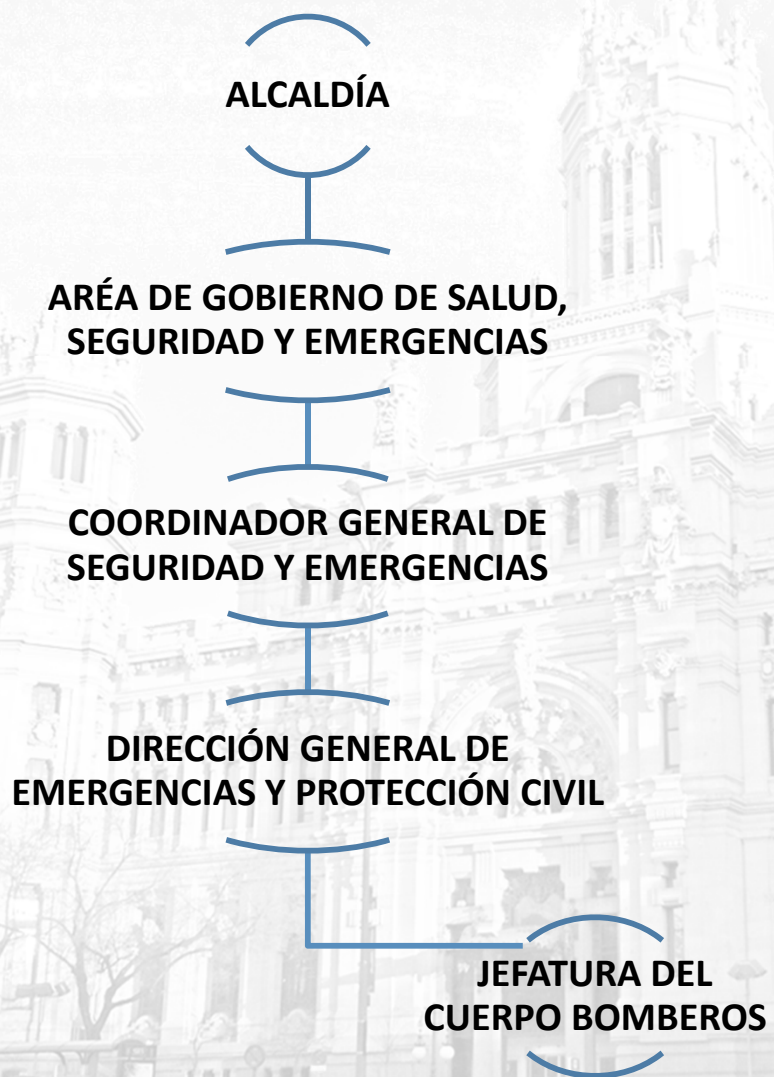 ALCALDÍA
ARÉA DE GOBIERNO DE SALUD,
SEGURIDAD Y EMERGENCIAS
COORDINADOR GENERAL DE
SEGURIDAD Y EMERGENCIAS
DIRECCIÓN GENERAL DE
EMERGENCIAS Y PROTECCIÓN CIVIL
JEFATURA DEL
CUERPO BOMBEROS